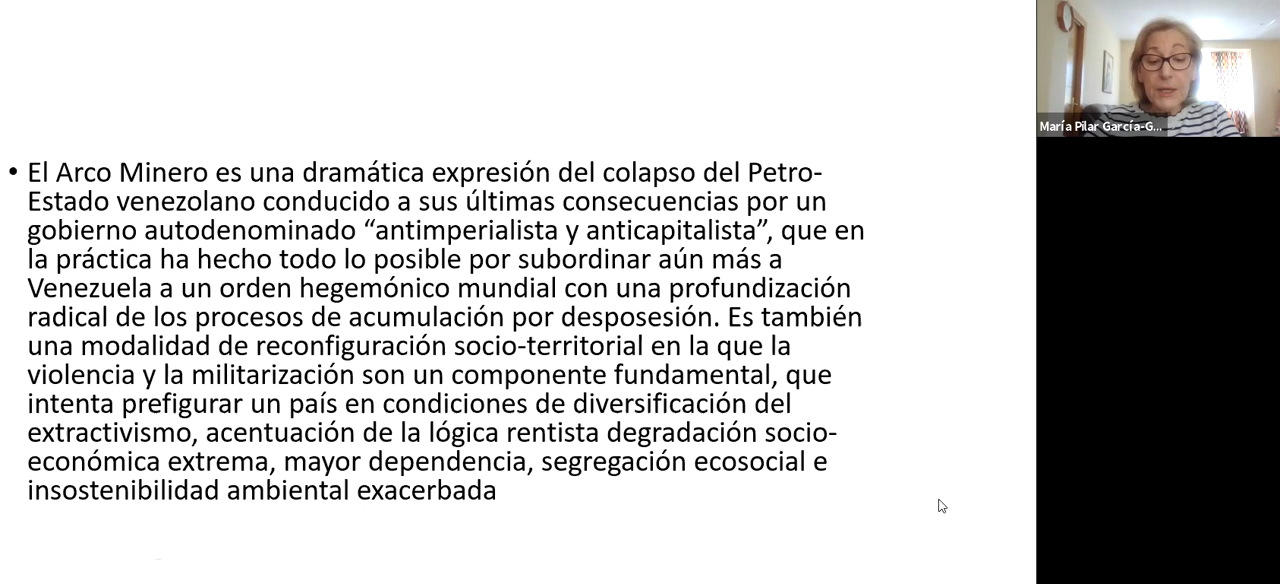 • El Arco Minero es una dramática expresión del colapso del Petro-
Estado venezolano conducido a sus últimas consecuencias por un
gobierno autodenominado “antimperialista y anticapitalista”, que en
la práctica ha hecho todo lo posible por subordinar aún más a
Venezuela a un orden hegemónico mundial con una profundización
radical de los procesos de acumulación por desposesión. Es también
una modalidad de reconfiguración socio-territorial en la que la
violencia y la militarización son un componente fundamental, que
intenta prefigurar un país en condiciones de diversificación del
extractivismo, acentuación de la lógica rentista degradación socio-
económica extrema, mayor dependencia, segregación ecosocial e
insostenibilidad ambiental exacerbada
María Pilar García-G...